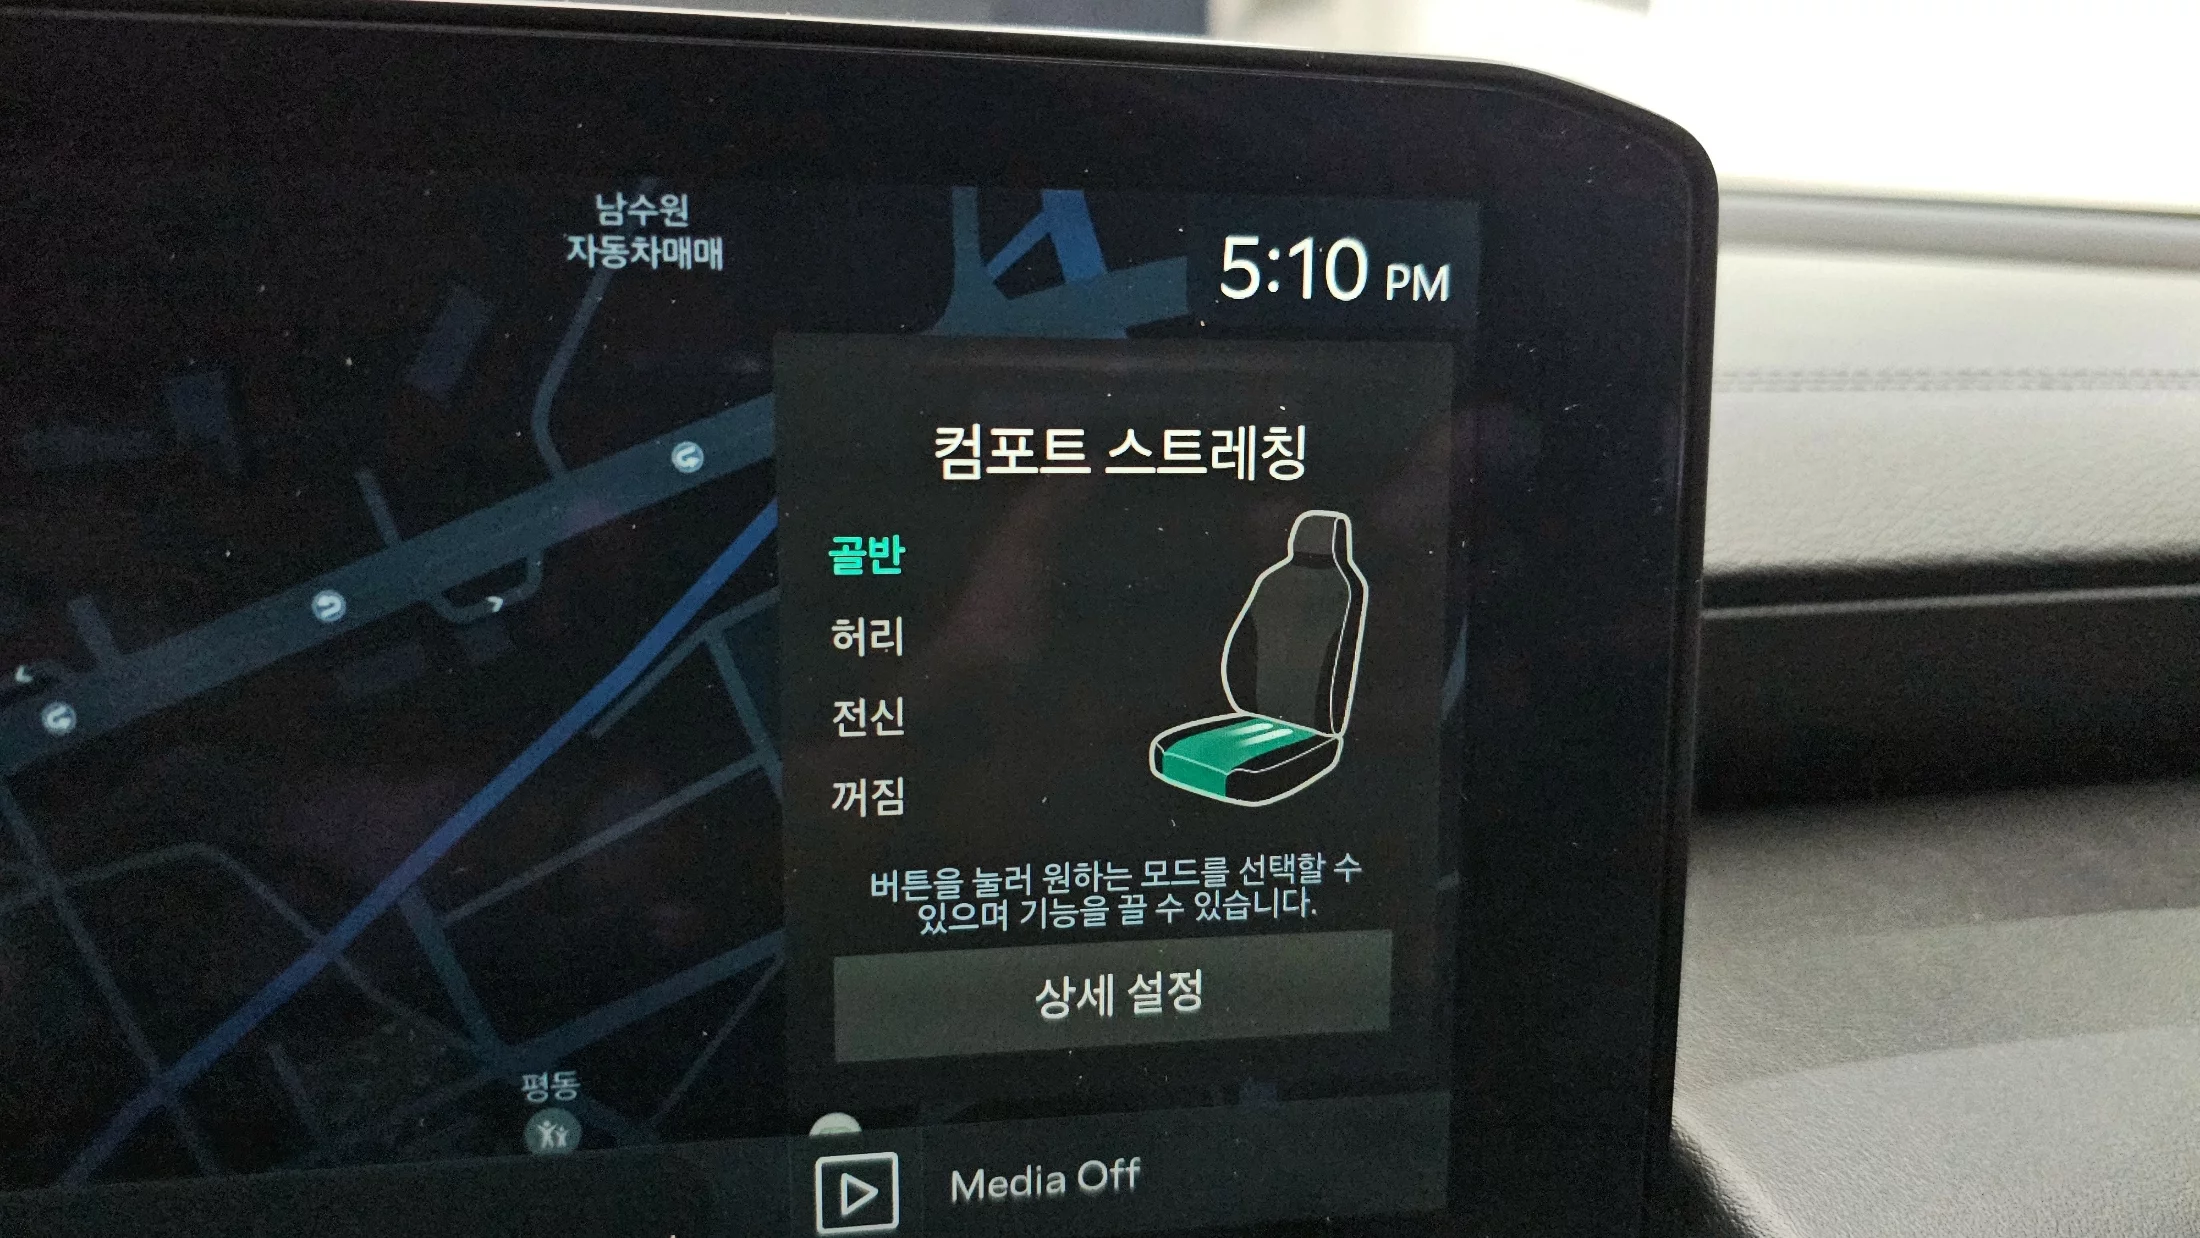 남수원
자동차매매
5:10 PM
컴포트 스트레칭
골반
허리
전신
꺼짐
버튼을 눌러 원하는 모드를 선택할 수
있으며 기능을 끌 수 있습니다.
상세 설정
평동
Media Off